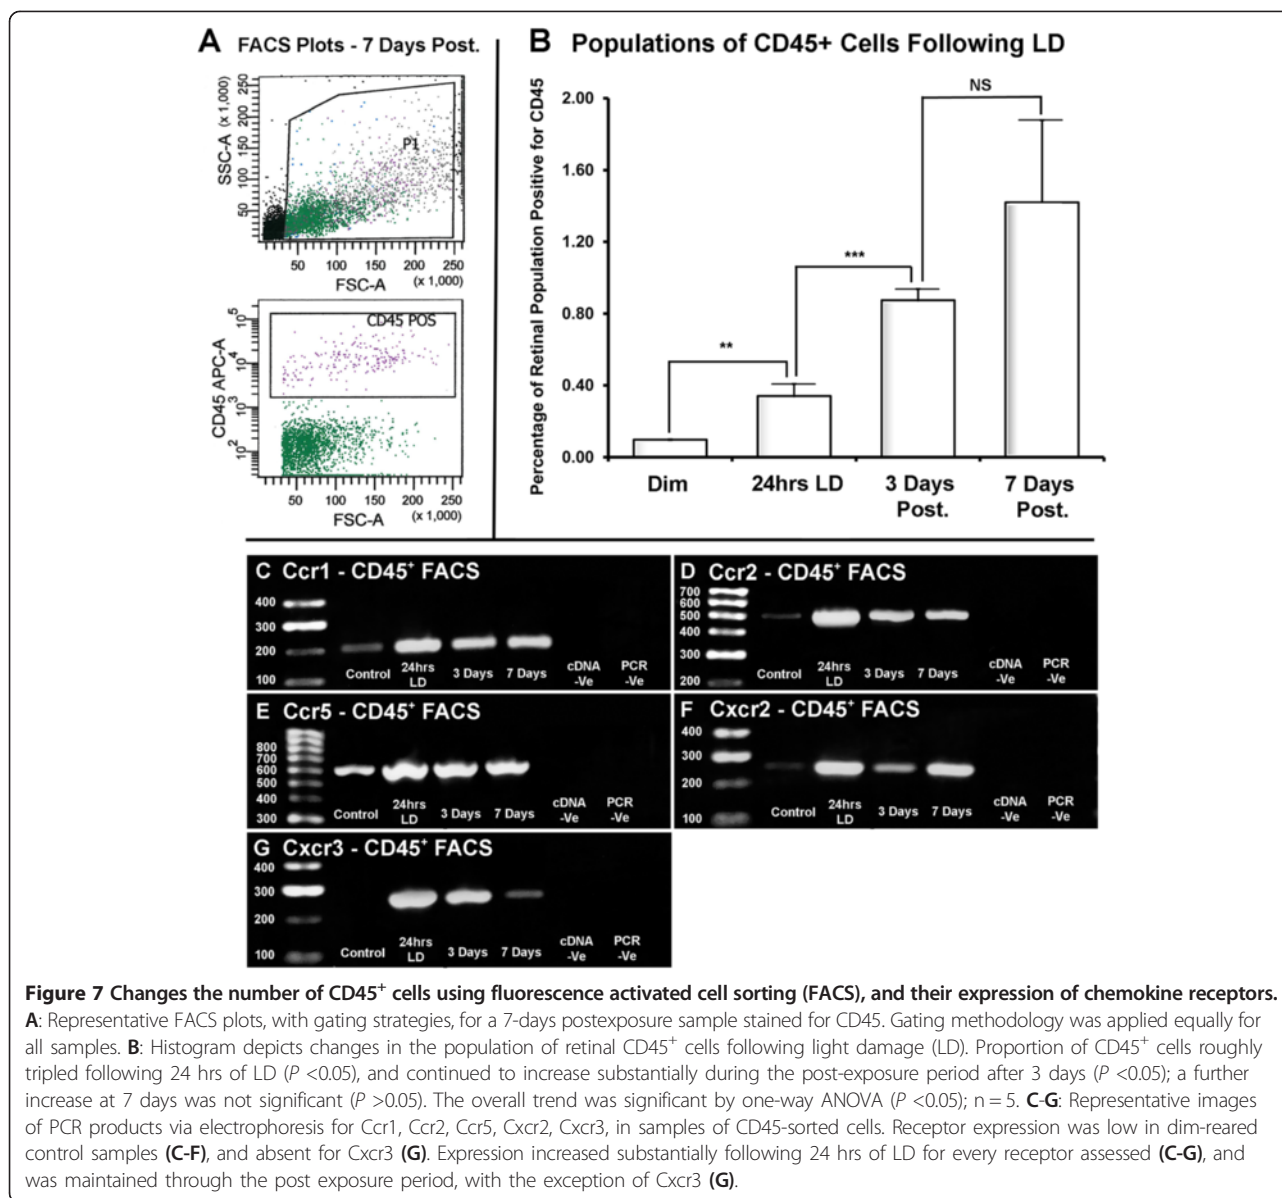 A FACS Plots - 7 Days Post.
SSC-A (x 1,000)
250
200
150
100
50
P1
50 100 150 200 250
FSC-A (x 1,000)
CD45 APC-A
10^5
10^4
10^3
10^2
CD45 POS
50 100 150 200 250
FSC-A (x 1,000)
B Populations of CD45+ Cells Following LD
Percentage of Retinal Population Positive for CD45
2.00
1.60
1.20
0.80
0.40
0.00
**
***
NS
Dim 24hrs LD 3 Days Post. 7 Days Post.
C Ccr1 - CD45+ FACS
400
300
200
100
Control 24hrs LD 3 Days 7 Days cDNA -Ve PCR -Ve
D Ccr2 - CD45+ FACS
700
600
500
400
300
200
Control 24hrs LD 3 Days 7 Days cDNA -Ve PCR -Ve
E Ccr5 - CD45+ FACS
800
700
600
500
400
300
Control 24hrs LD 3 Days 7 Days cDNA -Ve PCR -Ve
F Cxcr2 - CD45+ FACS
400
300
200
100
Control 24hrs LD 3 Days 7 Days cDNA -Ve PCR -Ve
G Cxcr3 - CD45+ FACS
400
300
200
100
Control 24hrs LD 3 Days 7 Days cDNA -Ve PCR -Ve
Figure 7 Changes the number of CD45+ cells using fluorescence activated cell sorting (FACS), and their expression of chemokine receptors.
A: Representative FACS plots, with gating strategies, for a 7-days postexposure sample stained for CD45. Gating methodology was applied equally for
all samples. B: Histogram depicts changes in the population of retinal CD45+ cells following light damage (LD). Proportion of CD45+ cells roughly
tripled following 24 hrs of LD (P <0.05), and continued to increase substantially during the post-exposure period after 3 days (P <0.05); a further
increase at 7 days was not significant (P >0.05). The overall trend was significant by one-way ANOVA (P <0.05); n = 5. C-G: Representative images
of PCR products via electrophoresis for Ccr1, Ccr2, Ccr5, Cxcr2, Cxcr3, in samples of CD45-sorted cells. Receptor expression was low in dim-reared
control samples (C-F), and absent for Cxcr3 (G). Expression increased substantially following 24 hrs of LD for every receptor assessed (C-G), and
was maintained through the post exposure period, with the exception of Cxcr3 (G).